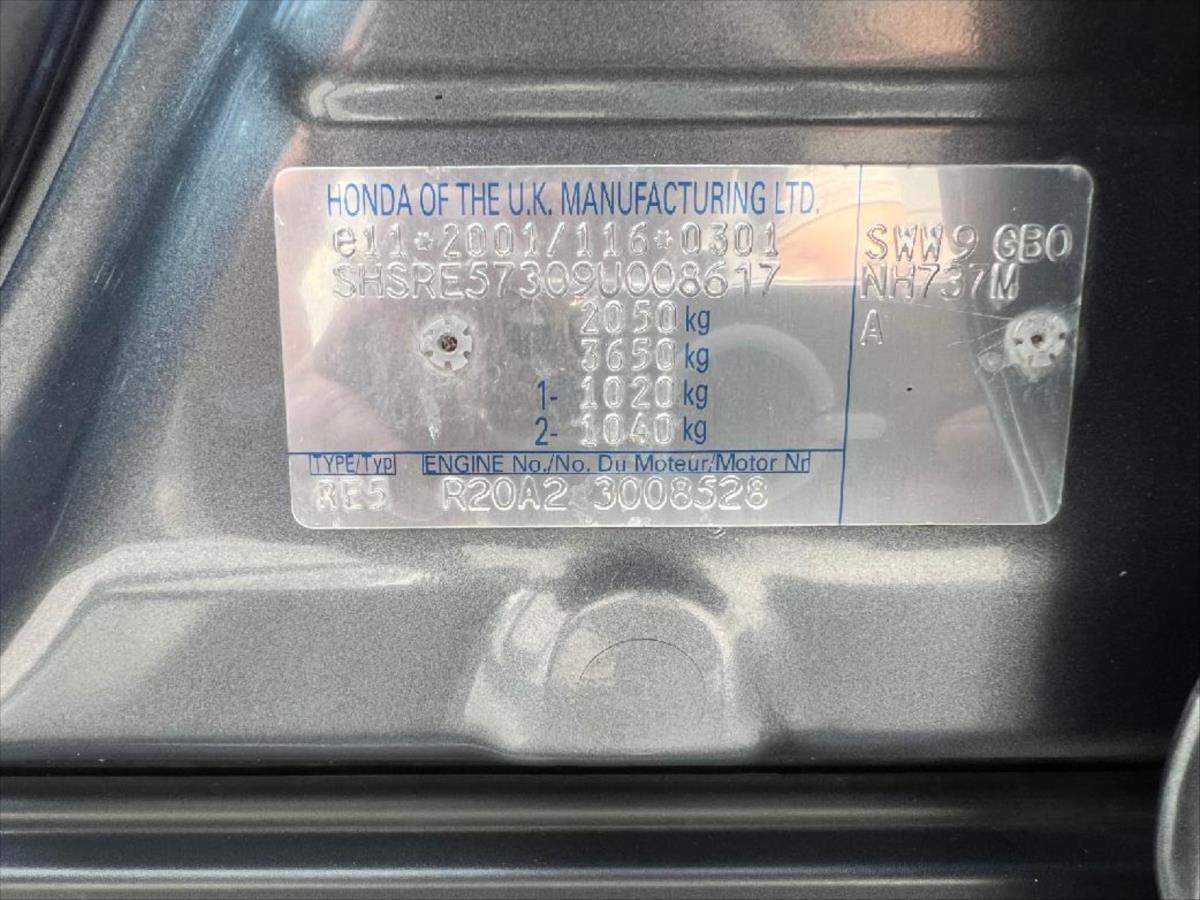 HONDA OF THE U.K. MANUFACTURING LTD.
e11*2001/116*0301
SHSRE57309U008617
2050 kg
3650 kg
1- 1020 kg
2- 1040 kg
TYPE/Typ ENGINE No./No. Du Moteur/Motor Nr
RE5 R20A2 3008528
SWW9 GB0
NH737M
A